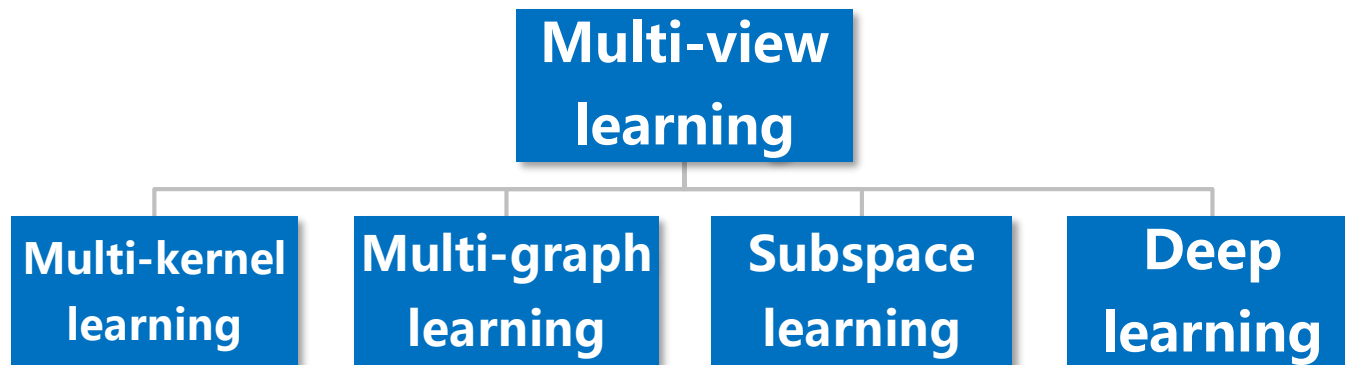 Multi-view
learning
Multi-kernel
learning
Multi-graph
learning
Subspace
learning
Deep
learning